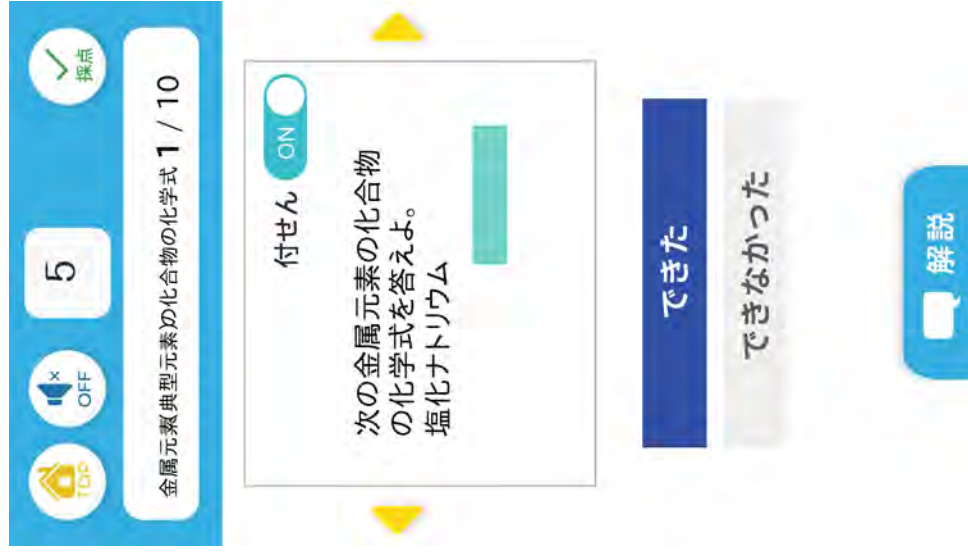 TOP
OFF
5
採点
金属元素(典型元素)の化合物の化学式 1 / 10
付せん ON
次の金属元素の化合物
の化学式を答えよ。
塩化ナトリウム
できた
できなかった
解説